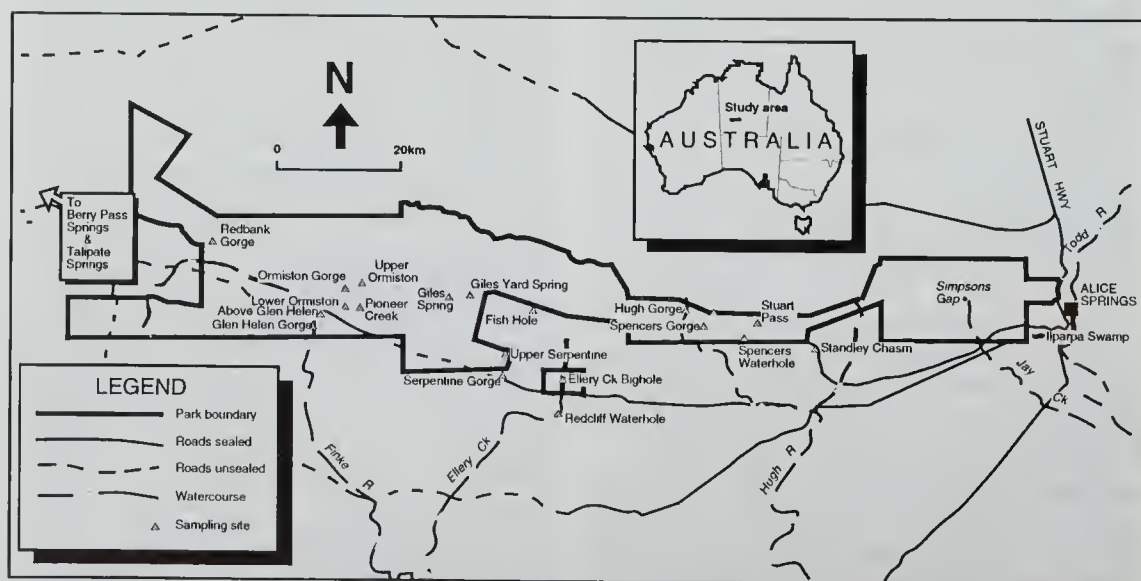 N
0 20km
Study area
AUSTRALIA
STUART HWY
Todd R
To
Berry Pass
Springs
&
Talipate
Springs
Redbank
Gorge
Ormiston Gorge
Upper
Ormiston
Lower Ormiston
Above Glen Helen
Glen Helen Gorge
Pioneer
Creek
Giles
Spring
Giles Yard Spring
Fish Hole
Hugh Gorge
Spencers Gorge
Stuart
Pass
Spencers
Waterhole
Standley Chasm
Simpsons
Gap
ALICE
SPRINGS
Ilparpa Swamp
Upper Serpentine
Serpentine Gorge
Ellery Ck Bighole
Redcliff Waterhole
Jay Ck
Finke R
Ellery Ck
Hugh R
LEGEND
Park boundary
Roads sealed
Roads unsealed
Watercourse
Sampling site